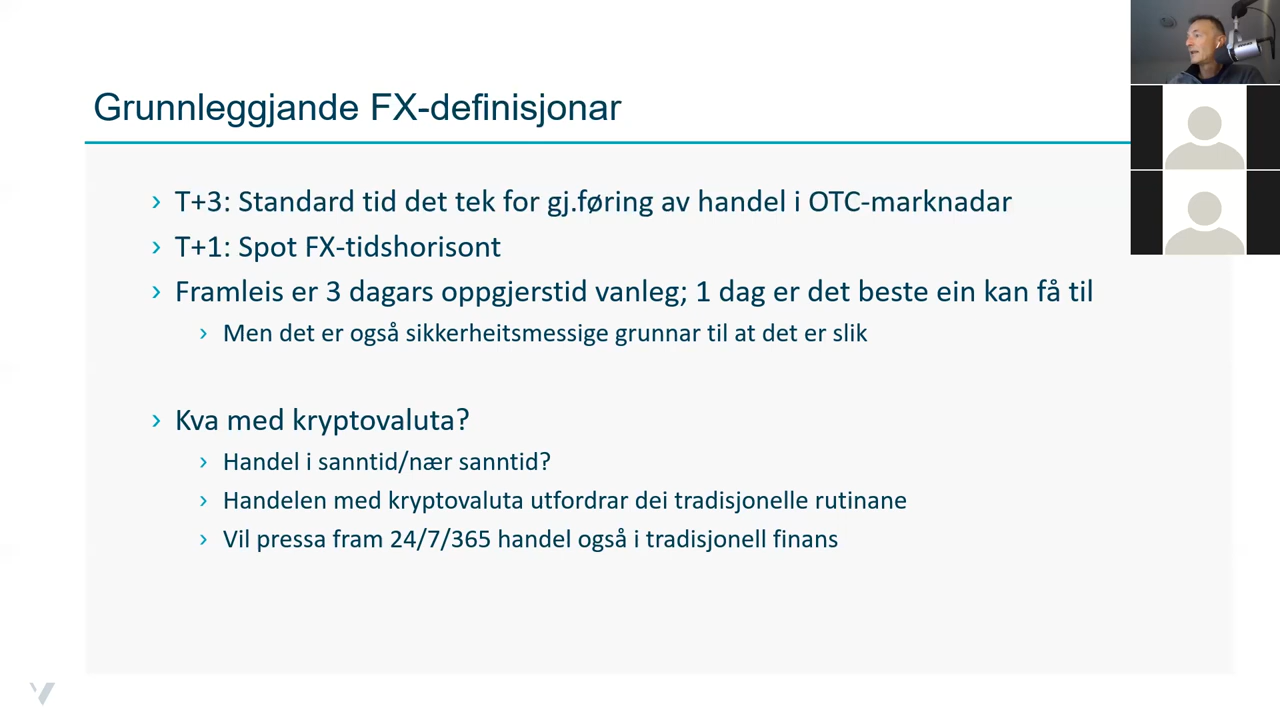 Grunnleggjande FX-definisjonar
› T+3: Standard tid det tek for gj.føring av handel i OTC-marknadar
› T+1: Spot FX-tidshorisont
› Framleis er 3 dagars oppgjerstid vanleg; 1 dag er det beste ein kan få til
› Men det er også sikkerheitsmessige grunnar til at det er slik
› Kva med kryptovaluta?
› Handel i sanntid/nær sanntid?
› Handelen med kryptovaluta utfordrar dei tradisjonelle rutinane
› Vil pressa fram 24/7/365 handel også i tradisjonell finans